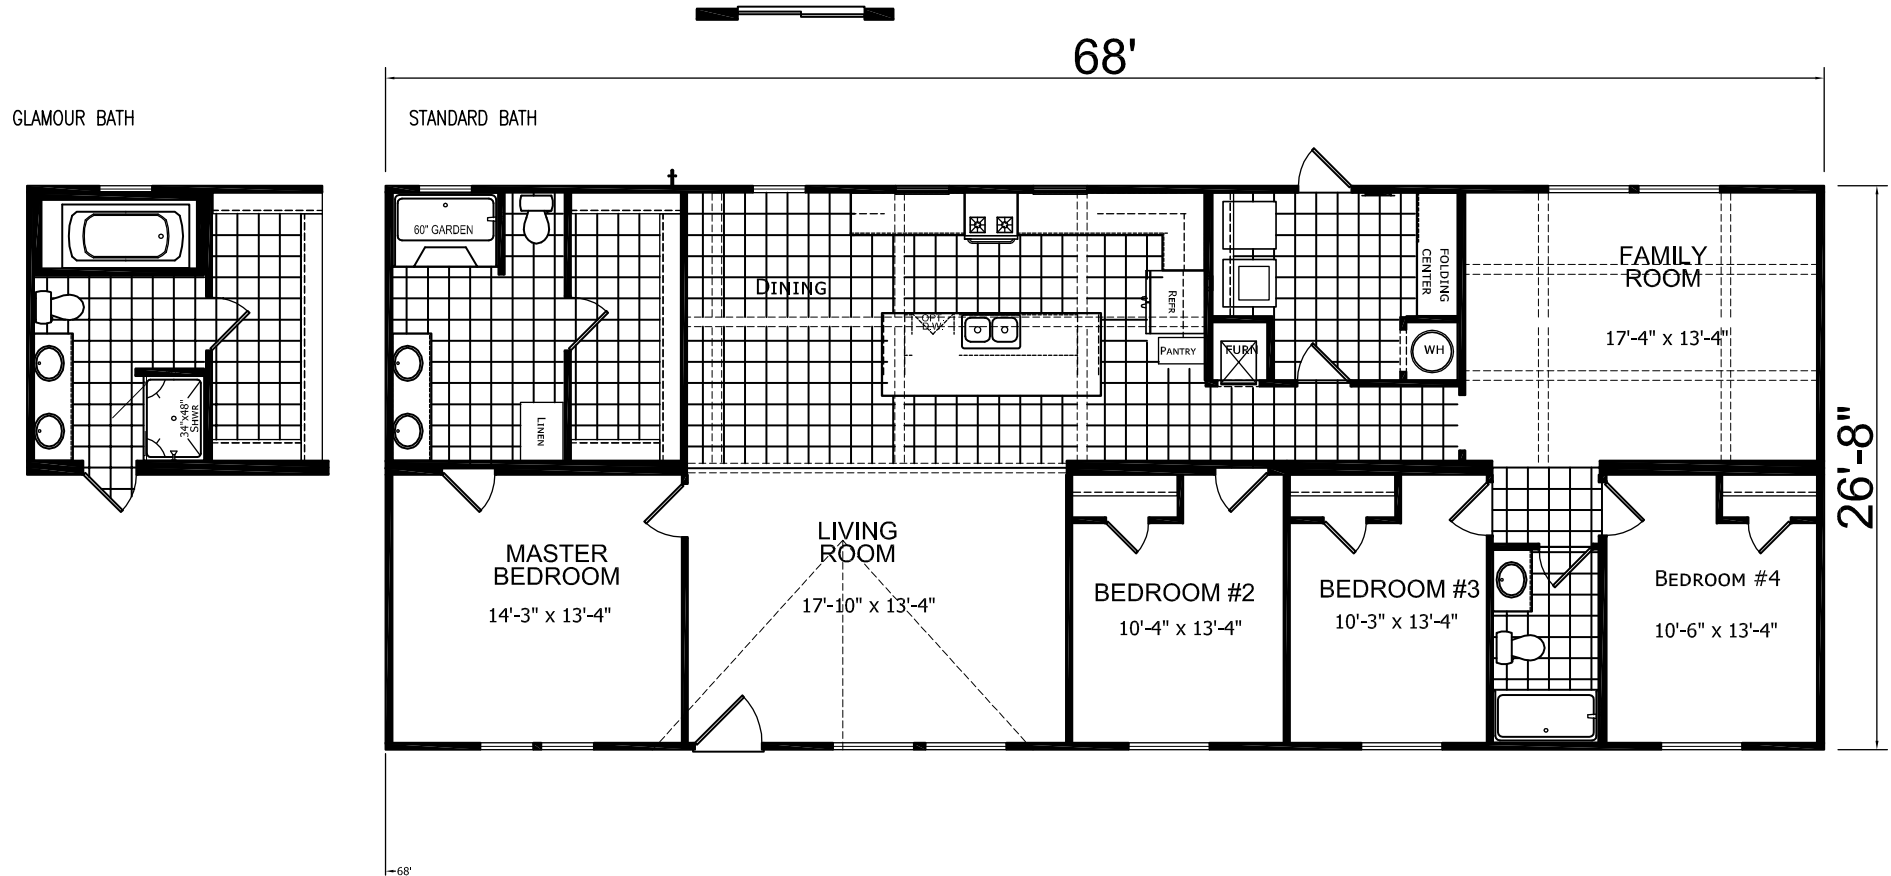 68'
GLAMOUR BATH
STANDARD BATH
60" GARDEN
LINEN
34"x48"
SHWR
DINING
OPT.
D.W.
REFR
PANTRY
FURN
WH
FOLDING
CENTER
FAMILY
ROOM
17'-4" x 13'-4"
26'-8"
MASTER
BEDROOM
14'-3" x 13'-4"
LIVING
ROOM
17'-10" x 13'-4"
BEDROOM #2
10'-4" x 13'-4"
BEDROOM #3
10'-3" x 13'-4"
BEDROOM #4
10'-6" x 13'-4"
68'